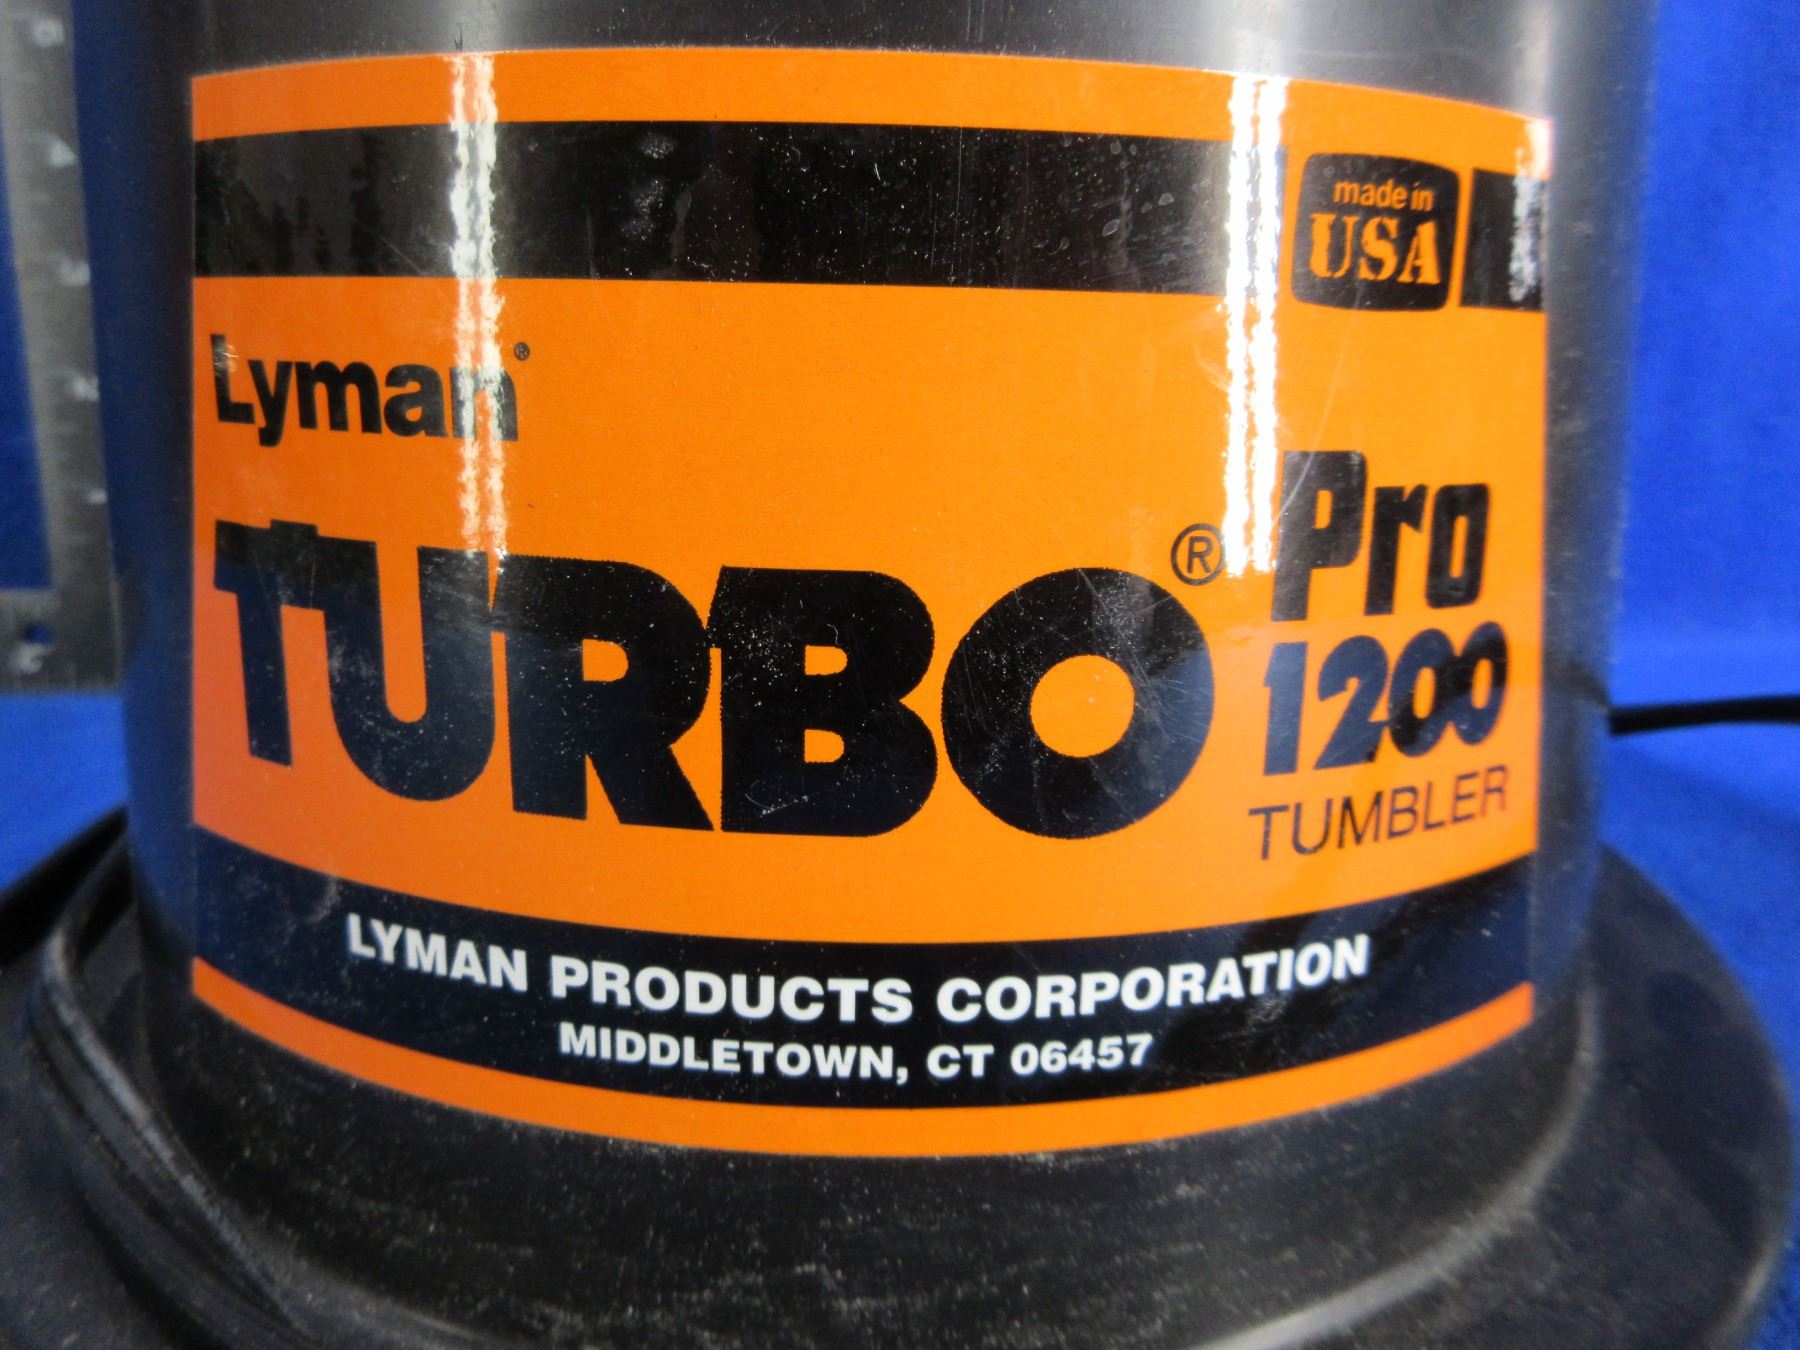 made in
USA
Lyman®
TURBO®
Pro
1200
TUMBLER
LYMAN PRODUCTS CORPORATION
MIDDLETOWN, CT 06457